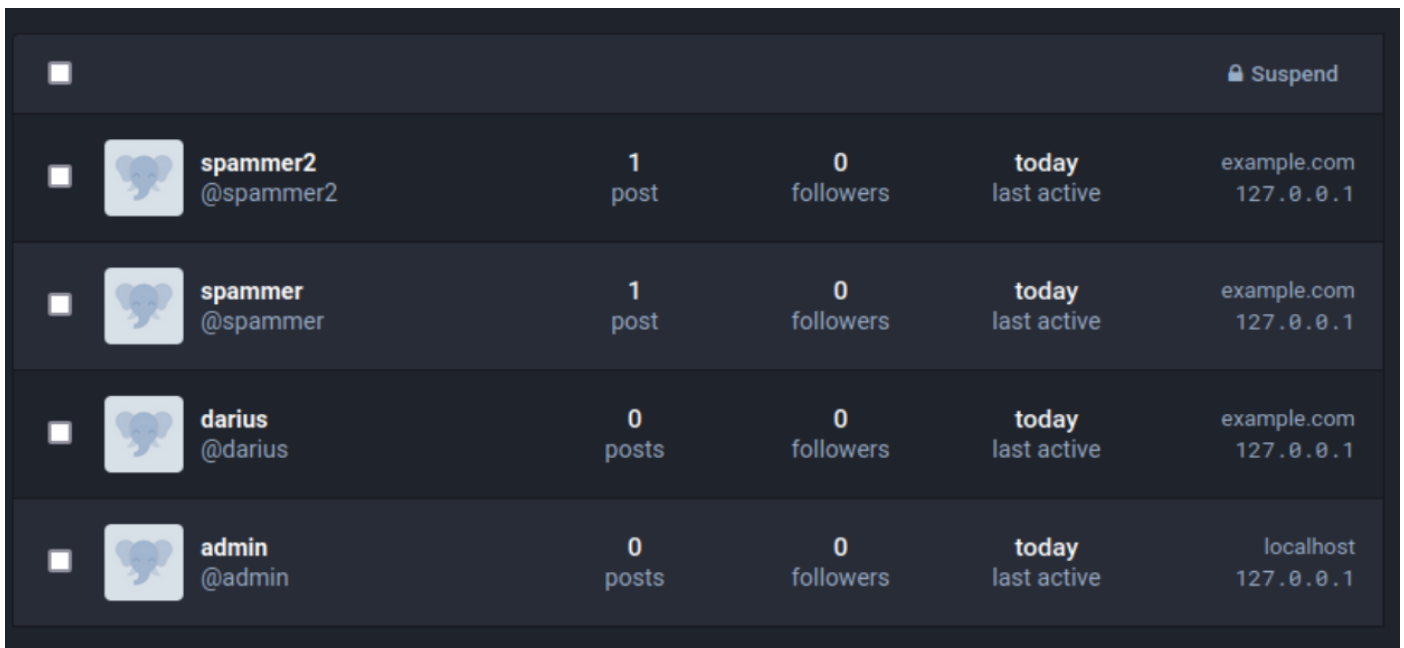 Suspend
spammer2 1 0 today example.com
@spammer2 post followers last active 127.0.0.1
spammer 1 0 today example.com
@spammer post followers last active 127.0.0.1
darius 0 0 today example.com
@darius posts followers last active 127.0.0.1
admin 0 0 today localhost
@admin posts followers last active 127.0.0.1